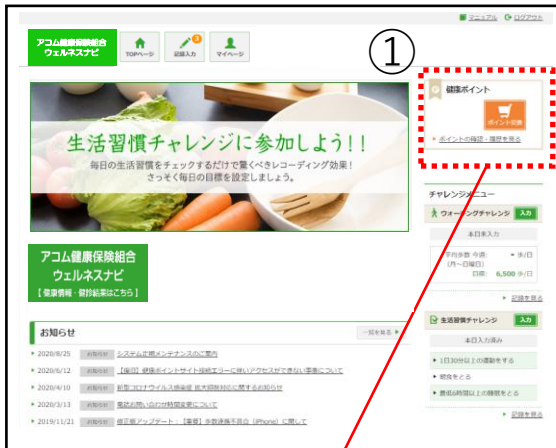 マニュアル ログアウト
アコム健康保険組合
ウェルネスナビ
TOPページ
記録入力
3
マイページ
①
健康ポイント
ポイント交換
ポイントの確認・履歴を見る
生活習慣チャレンジに参加しよう!!
毎日の生活習慣をチェックするだけで驚くべきレコーディング効果!
さっそく毎日の目標を設定しましょう。
チャレンジメニュー
ウォーキングチャレンジ 入力
本日未入力
平均歩数 今週: - 歩/日
(月～日曜日)
目標: 6,500 歩/日
記録を見る
アコム健康保険組合
ウェルネスナビ
【健康情報・健診結果はこちら】
生活習慣チャレンジ 入力
本日入力済み
1日30分以上の運動をする
朝食をとる
最低6時間以上の睡眠をとる
記録を見る
お知らせ
一覧を見る
2020/8/25 お知らせ システム定期メンテナンスのご案内
2020/6/12 お知らせ 【復旧】健康ポイントサイト接続エラーに伴いアクセスができない事象について
2020/4/10 お知らせ 新型コロナウイルス感染症 拡大抑制対応に関するお知らせ
2020/3/13 お知らせ 電話お問い合わせ時間変更について
2019/11/21 お知らせ 修正版アップデート:【重要】歩数連携不具合(iPhone)に関して